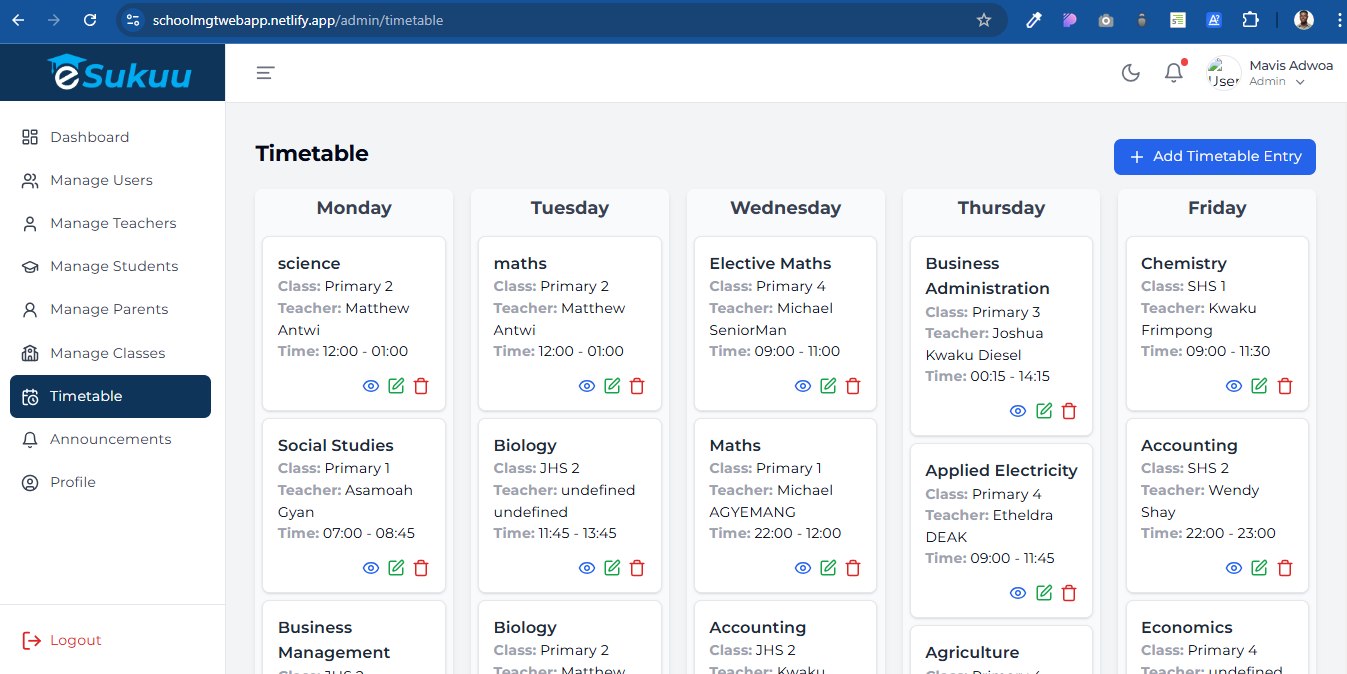 schoolmgtwebapp.netlify.app/admin/timetable
eSukuu
User
Mavis Adwoa
Admin
Dashboard
Manage Users
Manage Teachers
Manage Students
Manage Parents
Manage Classes
Timetable
Announcements
Profile
Logout
Timetable
+ Add Timetable Entry
Monday
science
Class: Primary 2
Teacher: Matthew
Antwi
Time: 12:00 - 01:00
Social Studies
Class: Primary 1
Teacher: Asamoah
Gyan
Time: 07:00 - 08:45
Business
Management
Class: JHS 2
Tuesday
maths
Class: Primary 2
Teacher: Matthew
Antwi
Time: 12:00 - 01:00
Biology
Class: JHS 2
Teacher: undefined
undefined
Time: 11:45 - 13:45
Biology
Class: Primary 2
Teacher: Matthew
Wednesday
Elective Maths
Class: Primary 4
Teacher: Michael
SeniorMan
Time: 09:00 - 11:00
Maths
Class: Primary 1
Teacher: Michael
AGYEMANG
Time: 22:00 - 12:00
Accounting
Class: JHS 2
Teacher: Kwaku
Thursday
Business
Administration
Class: Primary 3
Teacher: Joshua
Kwaku Diesel
Time: 00:15 - 14:15
Applied Electricity
Class: Primary 4
Teacher: Etheldra
DEAK
Time: 09:00 - 11:45
Agriculture
Class: Primary 4
Friday
Chemistry
Class: SHS 1
Teacher: Kwaku
Frimpong
Time: 09:00 - 11:30
Accounting
Class: SHS 2
Teacher: Wendy
Shay
Time: 22:00 - 23:00
Economics
Class: Primary 4
Teacher: undefined